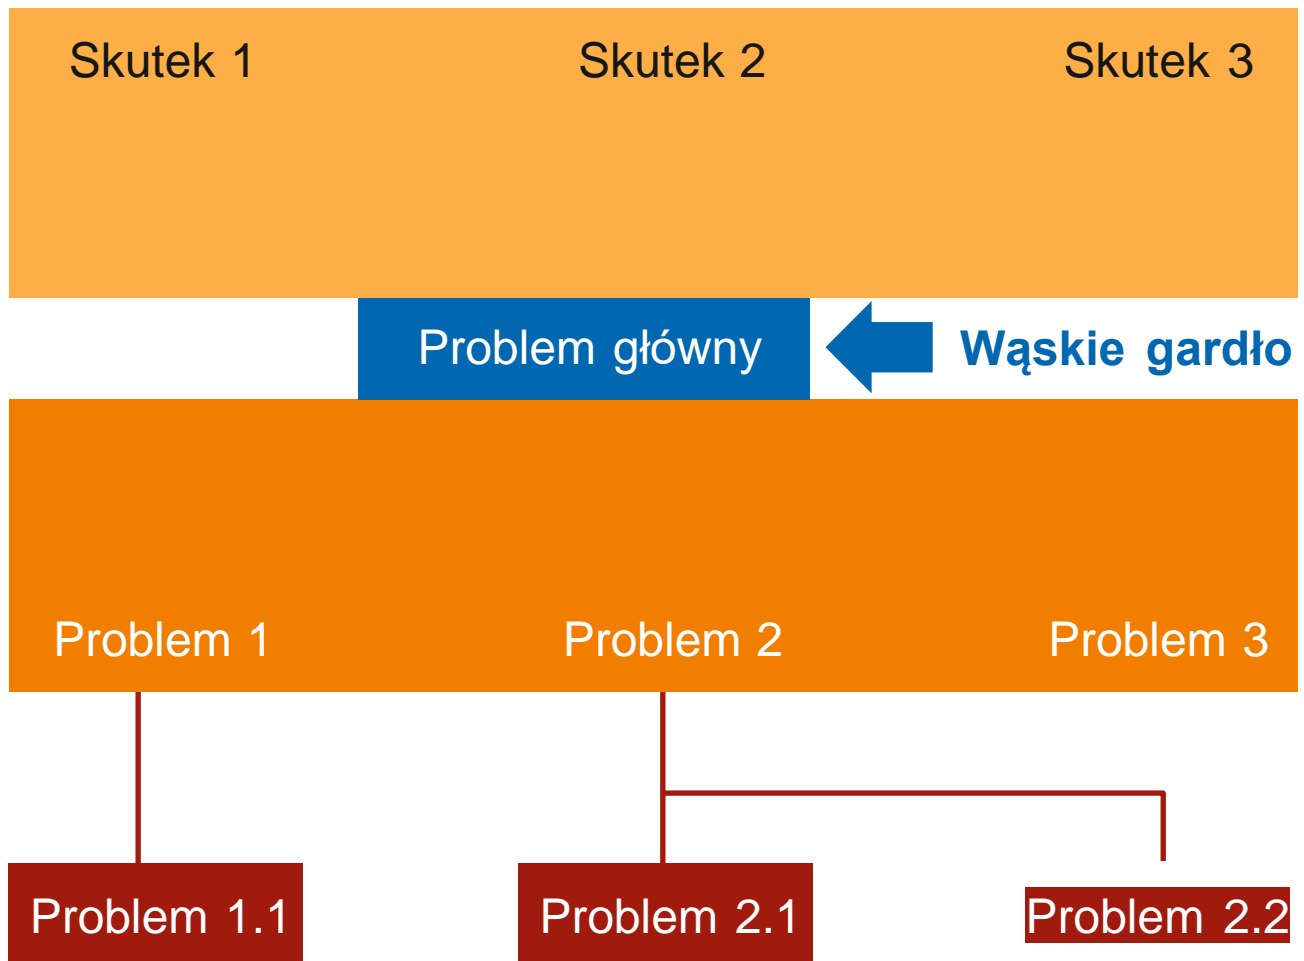 Skutek 1 Skutek 2 Skutek 3
Problem główny Wąskie gardło
Problem 1 Problem 2 Problem 3
Problem 1.1 Problem 2.1 Problem 2.2